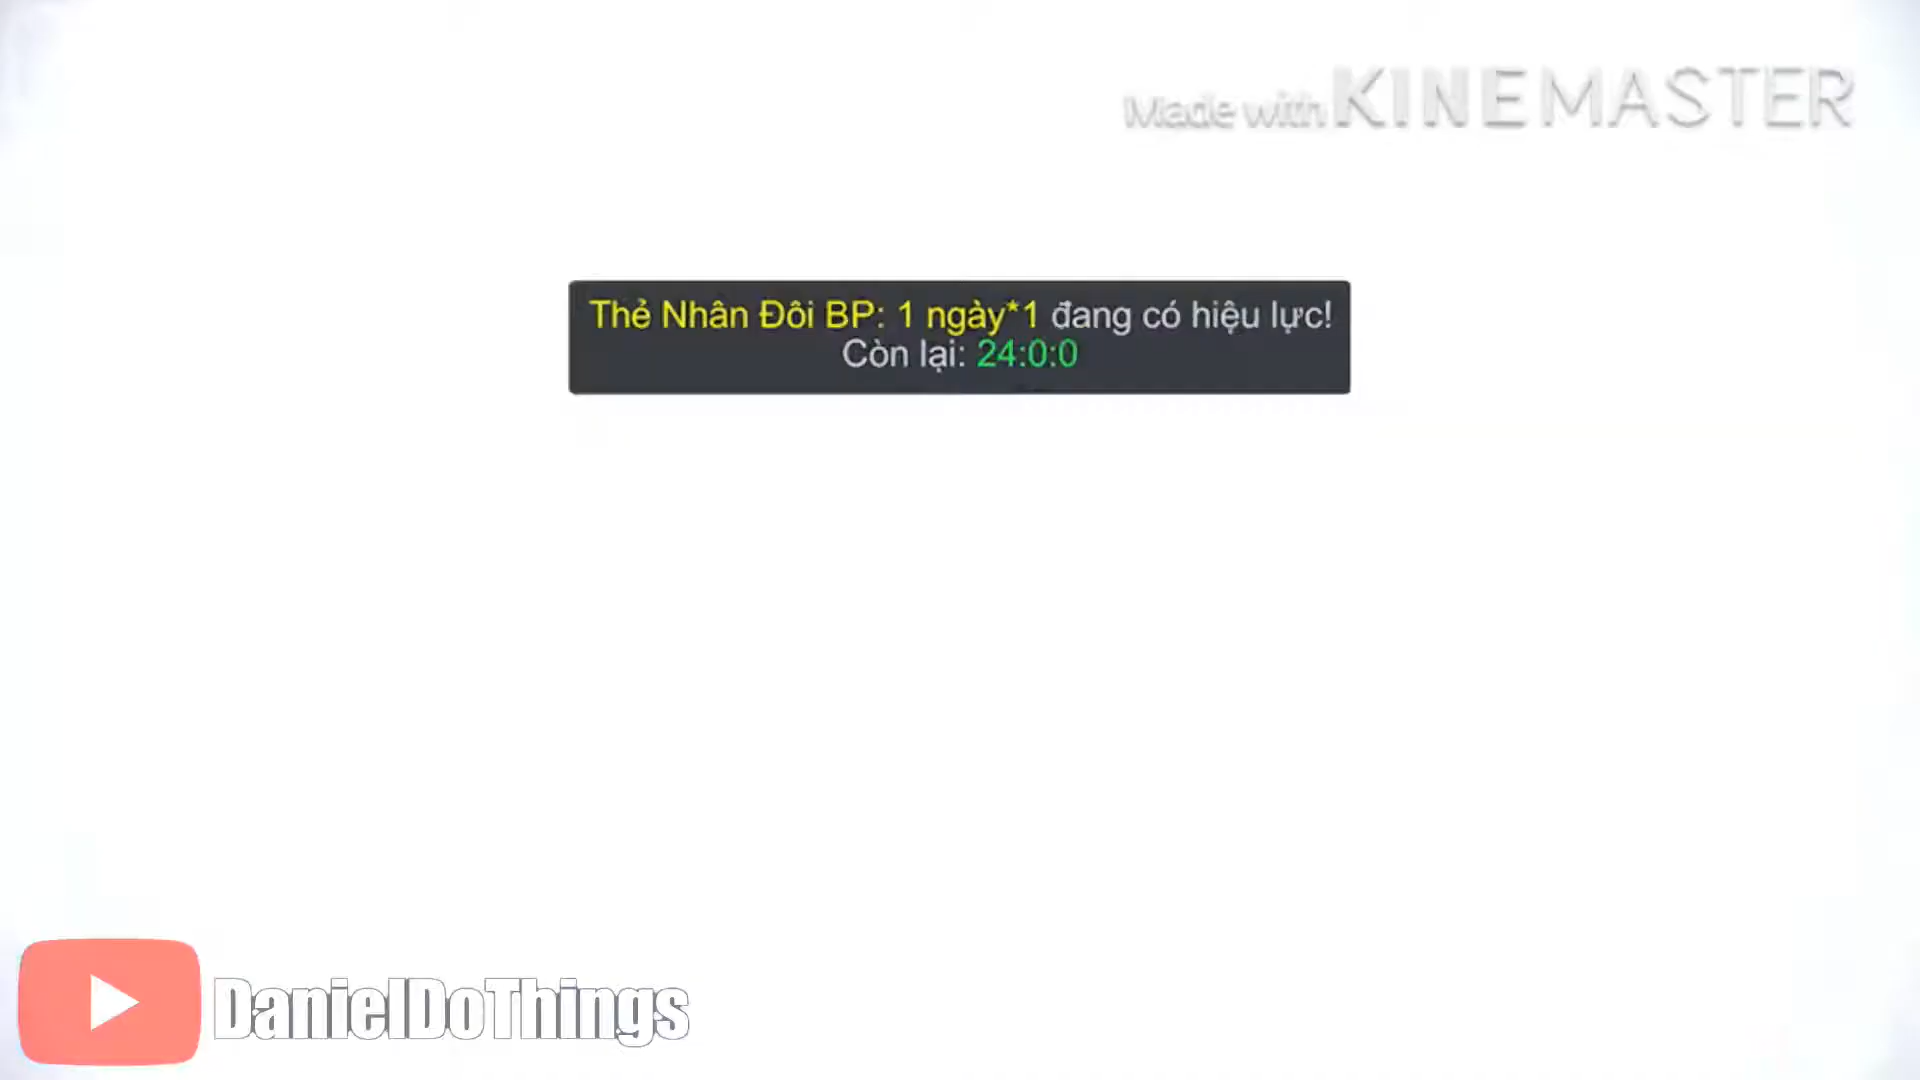 Made with KINEMASTER
Thẻ Nhân Đôi BP: 1 ngày*1 đang có hiệu lực!
Còn lại: 24:0:0
DanielDoThings